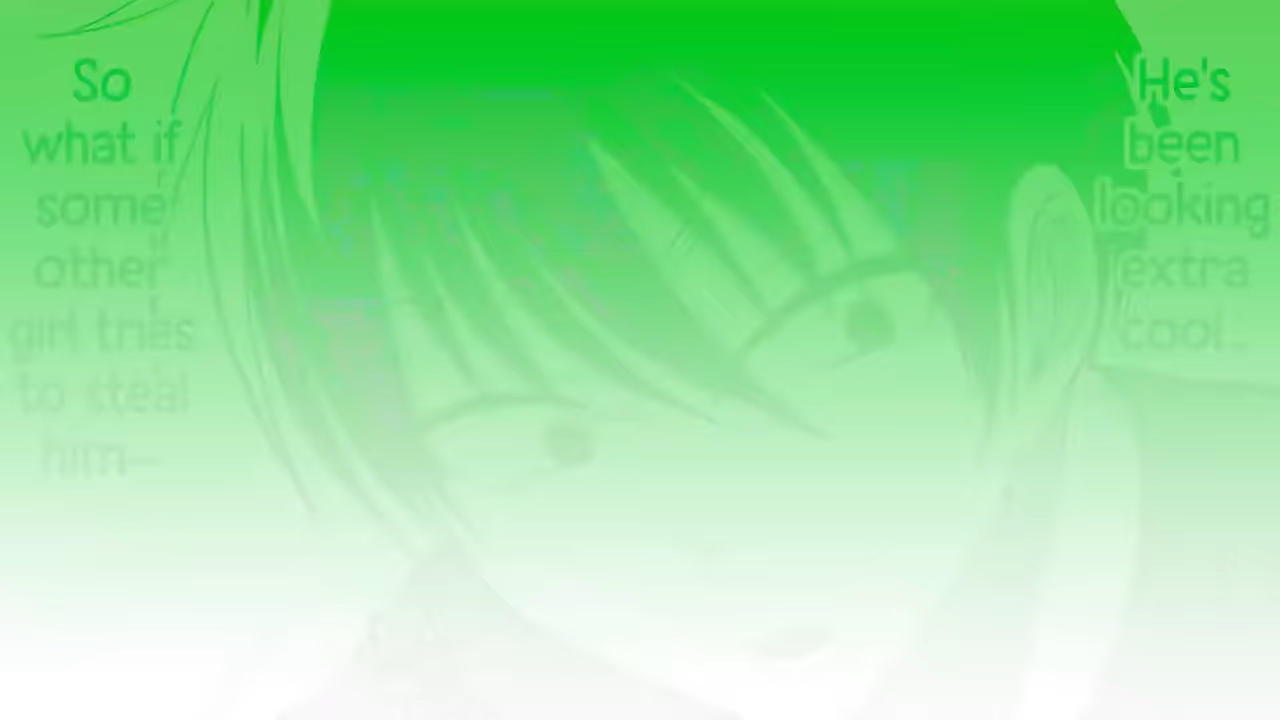 So
what if
some
other
girl tries
to steal
him—
He's
been
looking
extra
cool...